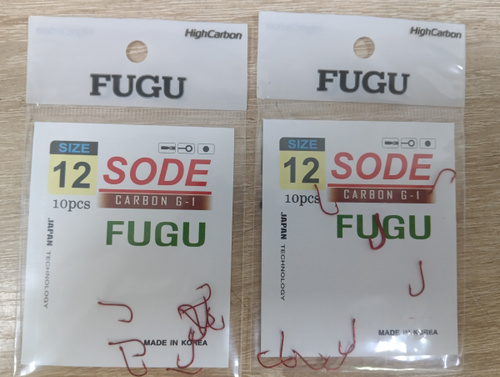 HighCarbon
FUGU
SIZE
12
10pcs
SODE
CARBON G-1
FUGU
JAPAN TECHNOLOGY
MADE IN KOREA
HighCarbon
FUGU
SIZE
12
10pcs
SODE
CARBON G-1
FUGU
JAPAN TECHNOLOGY
MADE IN KOREA